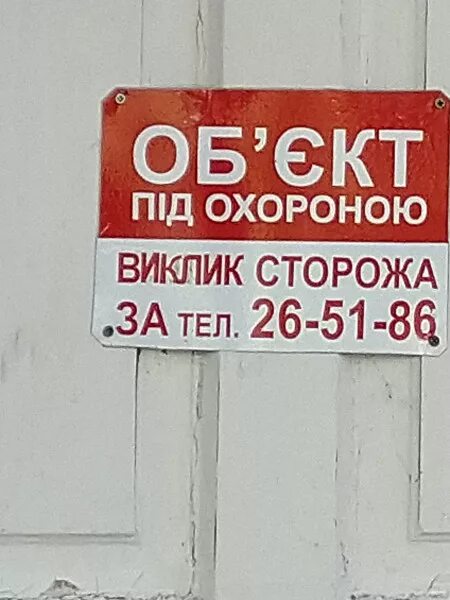 ОБ’ЄКТ
ПІД ОХОРОНОЮ
ВИКЛИК СТОРОЖА
ЗА ТЕЛ. 26-51-86